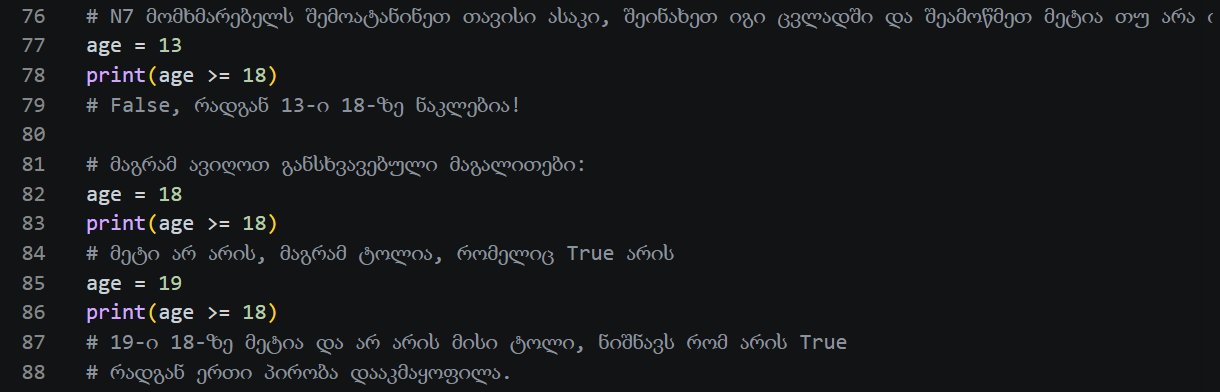 76 # N7 მომხმარებელს შემოატანინეთ თავისი ასაკი, შეინახეთ იგი ცვლადში და შეამოწმეთ მეტია თუ არა
77 age = 13
78 print(age >= 18)
79 # False, რადგან 13-ი 18-ზე ნაკლებია!
80
81 # მაგრამ ავიღოთ განსხვავებული მაგალითები:
82 age = 18
83 print(age >= 18)
84 # მეტი არ არის, მაგრამ ტოლია, რომელიც True არის
85 age = 19
86 print(age >= 18)
87 # 19-ი 18-ზე მეტია და არ არის მისი ტოლი, ნიშნავს რომ არის True
88 # რადგან ერთი პირობა დააკმაყოფილა.